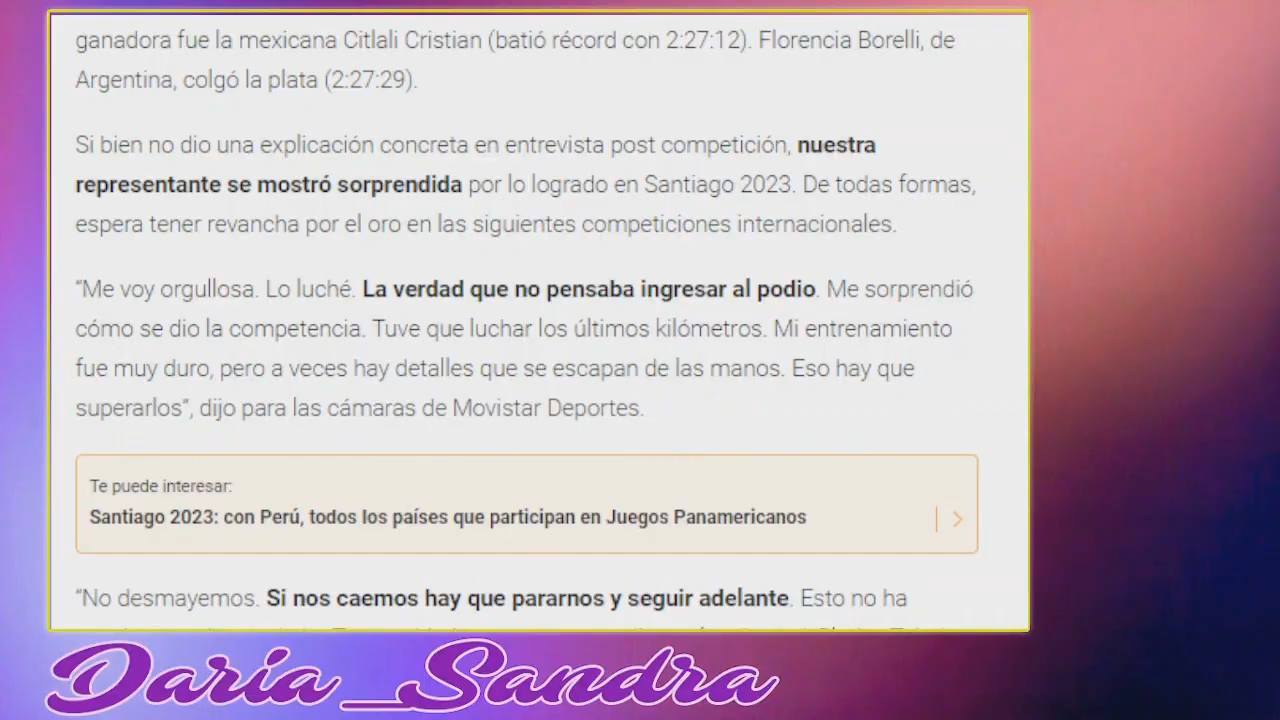 ganadora fue la mexicana Citlali Cristian (batió récord con 2:27:12). Florencia Borelli, de
Argentina, colgó la plata (2:27:29).
Si bien no dio una explicación concreta en entrevista post competición, nuestra
representante se mostró sorprendida por lo logrado en Santiago 2023. De todas formas,
espera tener revancha por el oro en las siguientes competiciones internacionales.
“Me voy orgullosa. Lo luché. La verdad que no pensaba ingresar al podio. Me sorprendió
cómo se dio la competencia. Tuve que luchar los últimos kilómetros. Mi entrenamiento
fue muy duro, pero a veces hay detalles que se escapan de las manos. Eso hay que
superarlos”, dijo para las cámaras de Movistar Deportes.
Te puede interesar:
Santiago 2023: con Perú, todos los países que participan en Juegos Panamericanos
“No desmayemos. Si nos caemos hay que pararnos y seguir adelante. Esto no ha
Daria_Sandra